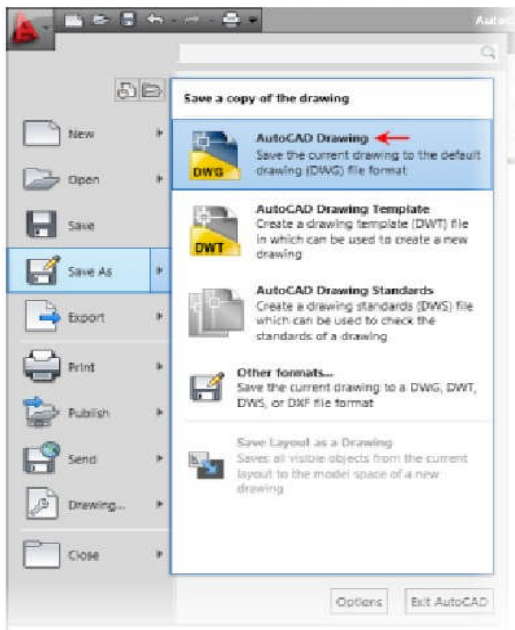 Auto
Save a copy of the drawing
New
Open
Save
Save As
Export
Print
Publish
Send
Drawing...
Close
DWG
AutoCAD Drawing
Save the current drawing to the default
drawing (DWG) file format
DWT
AutoCAD Drawing Template
Create a drawing template (DWT) file
in which can be used to create a new
drawing
AutoCAD Drawing Standards
Create a drawing standards (DWS) file
which can be used to check the
standards of a drawing
Other formats...
Save the current drawing to a DWG, DWT,
DWS, or DXF file format
Save Layout as a Drawing
Saves all visible objects from the current
layout to the model space of a new
drawing
Options
Exit AutoCAD